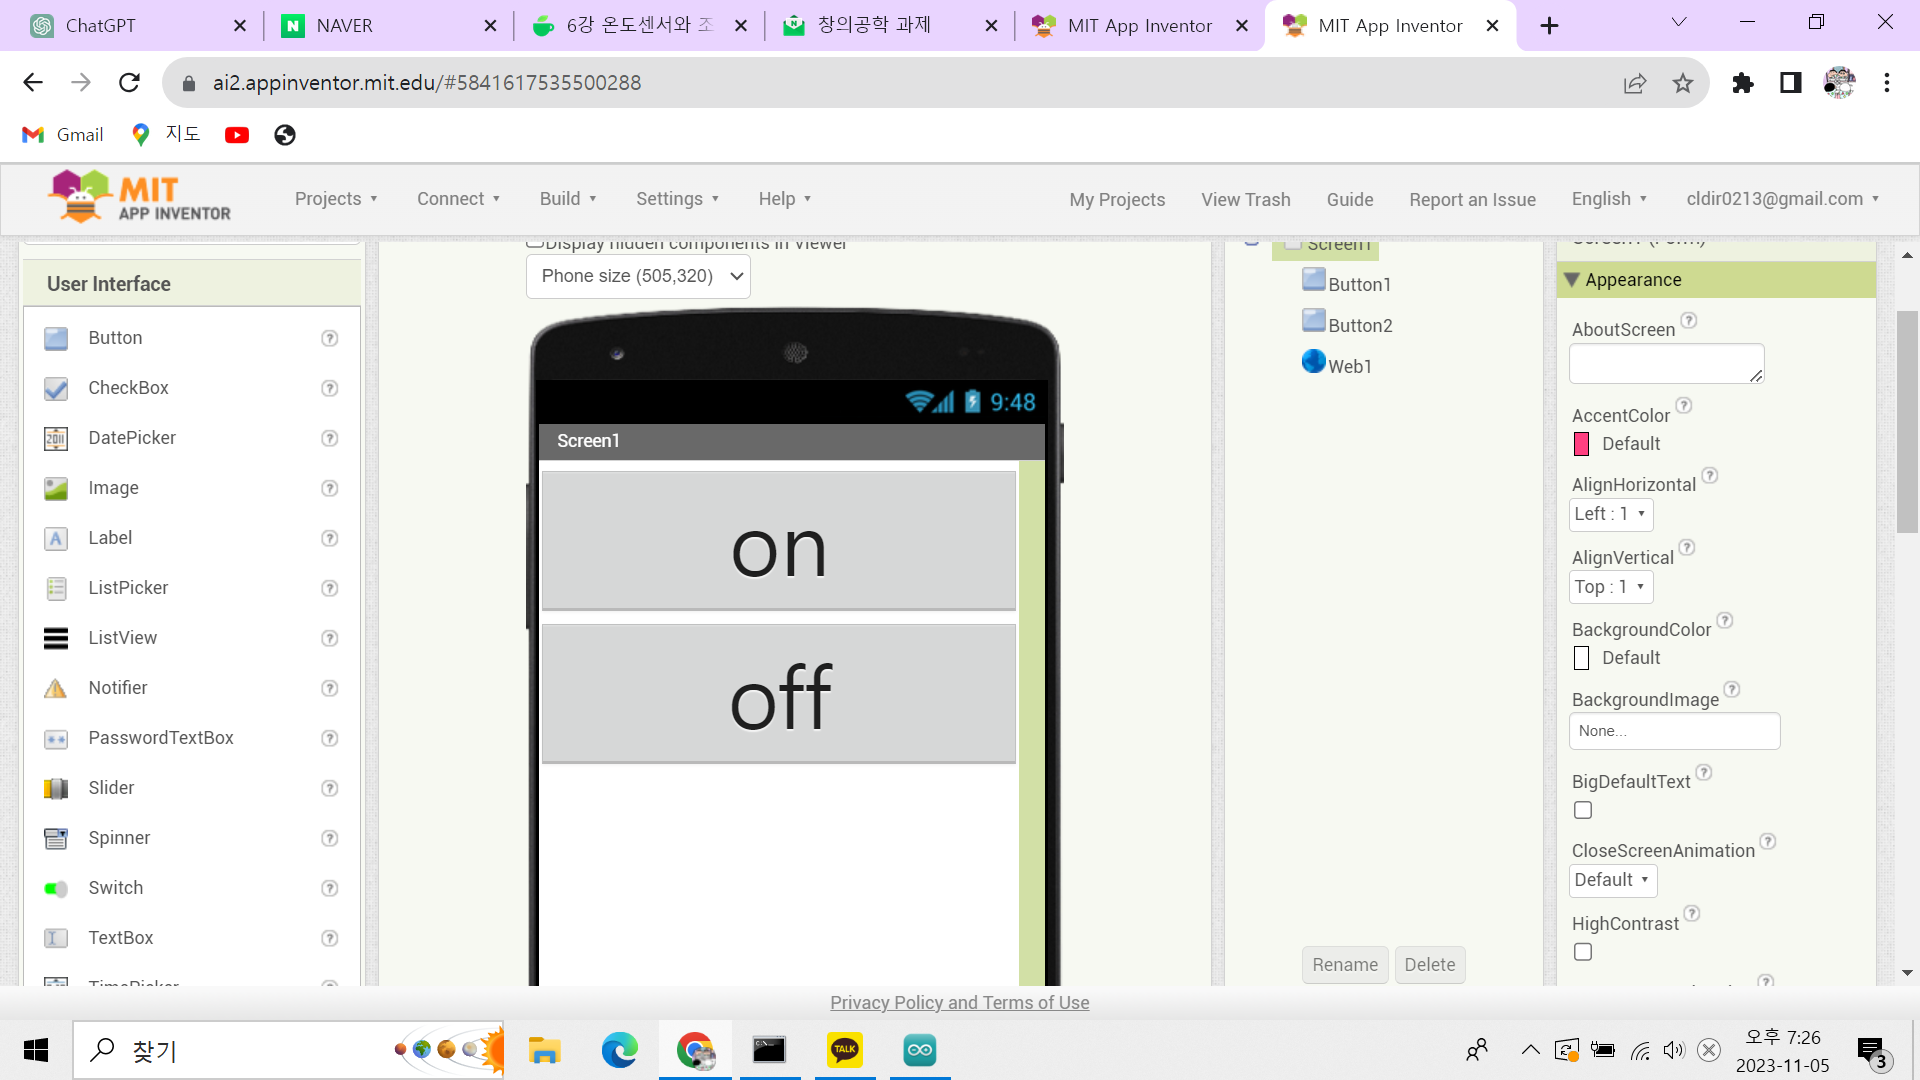 ChatGPT
NAVER
6강 온도센서와 조
창의공학 과제
MIT App Inventor
MIT App Inventor
ai2.appinventor.mit.edu/#5841617535500288
Gmail
지도
MIT
APP INVENTOR
Projects
Connect
Build
Settings
Help
My Projects
View Trash
Guide
Report an Issue
English
cldir0213@gmail.com
User Interface
Button
CheckBox
DatePicker
Image
Label
ListPicker
ListView
Notifier
PasswordTextBox
Slider
Spinner
Switch
TextBox
TimePicker
Display hidden components in Viewer
Phone size (505,320)
9:48
Screen1
on
off
Screen1
Button1
Button2
Web1
Rename
Delete
Screen1 (Form)
Appearance
AboutScreen
AccentColor
Default
AlignHorizontal
Left : 1
AlignVertical
Top : 1
BackgroundColor
Default
BackgroundImage
None...
BigDefaultText
CloseScreenAnimation
Default
HighContrast
Privacy Policy and Terms of Use
찾기
TALK
오후 7:26
2023-11-05
3